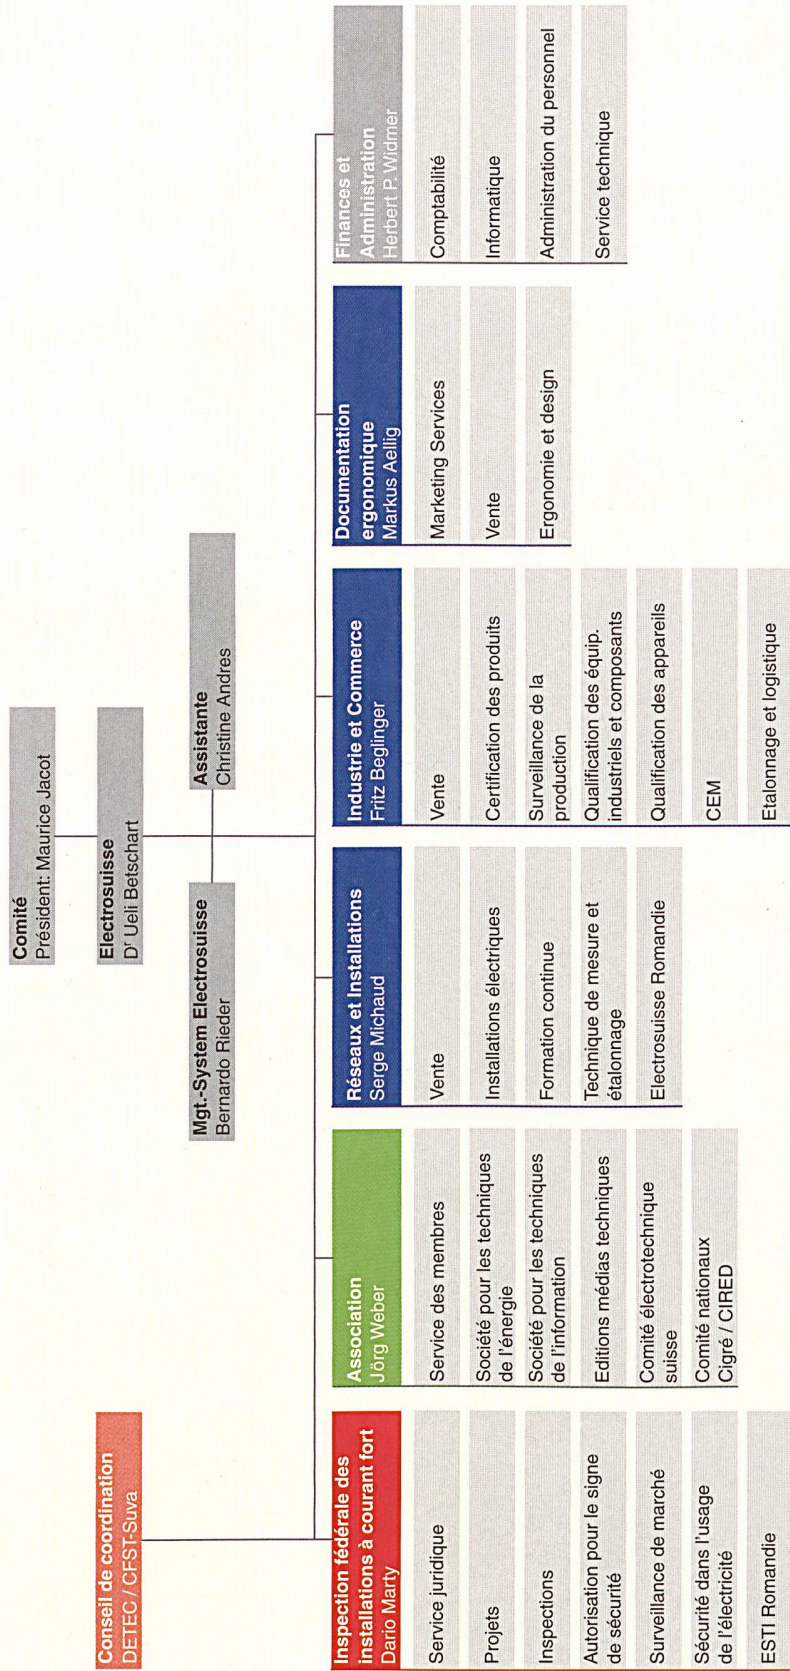 Comité
Président: Maurice Jacot
Electrosuisse
Dʳ Ueli Betschart
Mgt.-System Electrosuisse
Bernardo Rieder
Assistante
Christine Andres
Conseil de coordination
DETEC / CFST-Suva
Inspection fédérale des
installations à courant fort
Dario Marty
Service juridique
Projets
Inspections
Autorisation pour le signe
de sécurité
Surveillance de marché
Sécurité dans l'usage
de l'électricité
ESTI Romandie
Association
Jörg Weber
Service des membres
Société pour les techniques
de l'énergie
Société pour les techniques
de l'information
Editions médias techniques
Comité électrotechnique
suisse
Comité nationaux
Cigré / CIRED
Réseaux et Installations
Serge Michaud
Vente
Installations électriques
Formation continue
Technique de mesure et
étalonnage
Electrosuisse Romandie
Industrie et Commerce
Fritz Beglinger
Vente
Certification des produits
Surveillance de la
production
Qualification des équip.
industriels et composants
Qualification des appareils
CEM
Etalonnage et logistique
Documentation
ergonomique
Markus Aellig
Marketing Services
Vente
Ergonomie et design
Finances et
Administration
Herbert P. Widmer
Comptabilité
Informatique
Administration du personnel
Service technique